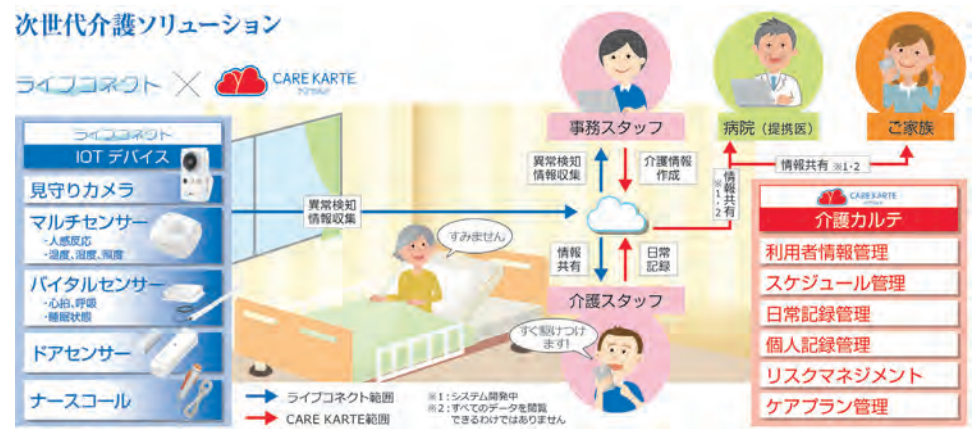 次世代介護ソリューション
ライブコネクト × CARE KARTE
ケアカルテ
ライブコネクト
IOT デバイス
見守りカメラ
マルチセンサー
・人感反応
・温度、湿度、照度
バイタルセンサー
・心拍、呼吸
・睡眠状態
ドアセンサー
ナースコール
異常検知
情報収集
すみません
事務スタッフ
病院（提携医）
ご家族
異常検知
情報収集
介護情報
作成
情報共有
※1・2
情報共有 ※1・2
情報
共有
日常
記録
介護スタッフ
すぐ駆けつけ
ます!
CARE KARTE
介護カルテ
利用者情報管理
スケジュール管理
日常記録管理
個人記録管理
リスクマネジメント
ケアプラン管理
ライブコネクト範囲
CARE KARTE範囲
※1：システム開発中
※2：すべてのデータを閲覧
できるわけではありません